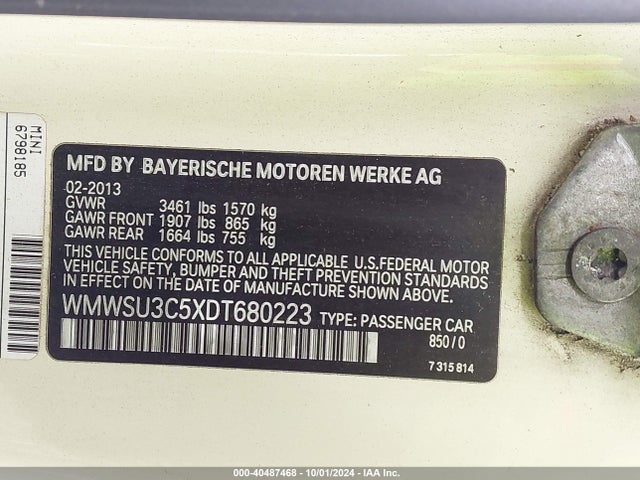 MINI
6798185
MFD BY BAYERISCHE MOTOREN WERKE AG
02-2013
GVWR 3461 lbs 1570 kg
GAWR FRONT 1907 lbs 865 kg
GAWR REAR 1664 lbs 755 kg
THIS VEHICLE CONFORMS TO ALL APPLICABLE U.S.FEDERAL MOTOR
VEHICLE SAFETY, BUMPER AND THEFT PREVENTION STANDARDS
IN EFFECT ON THE DATE OF MANUFACTURE SHOWN ABOVE.
WMWSU3C5XDT680223 TYPE: PASSENGER CAR
850/0
7 315 814
000-40487468 - 10/01/2024 - IAA Inc.